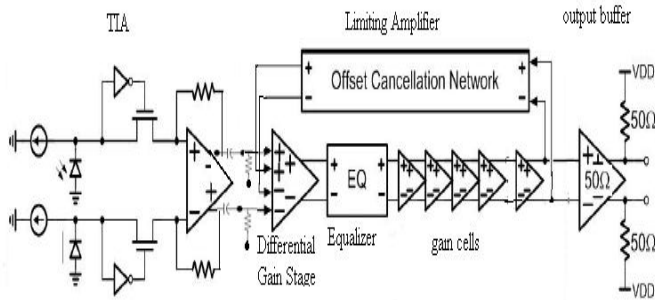 TIA
Limiting Amplifier
output buffer
Offset Cancellation Network
VDD
50Ω
EQ
50Ω
50Ω
VDD
Differential
Gain Stage
Equalizer
gain cells